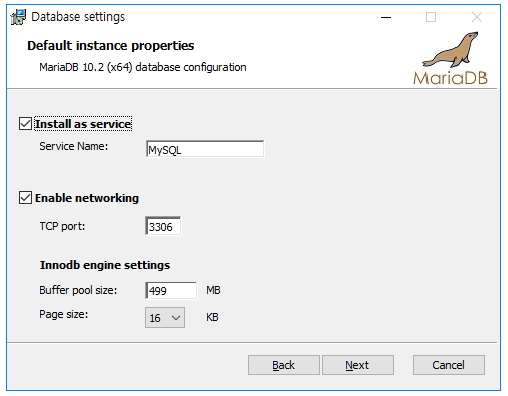 Database settings
Default instance properties
MariaDB 10.2 (x64) database configuration
MariaDB
Install as service
Service Name: MySQL
Enable networking
TCP port: 3306
Innodb engine settings
Buffer pool size: 499 MB
Page size: 16 KB
Back Next Cancel